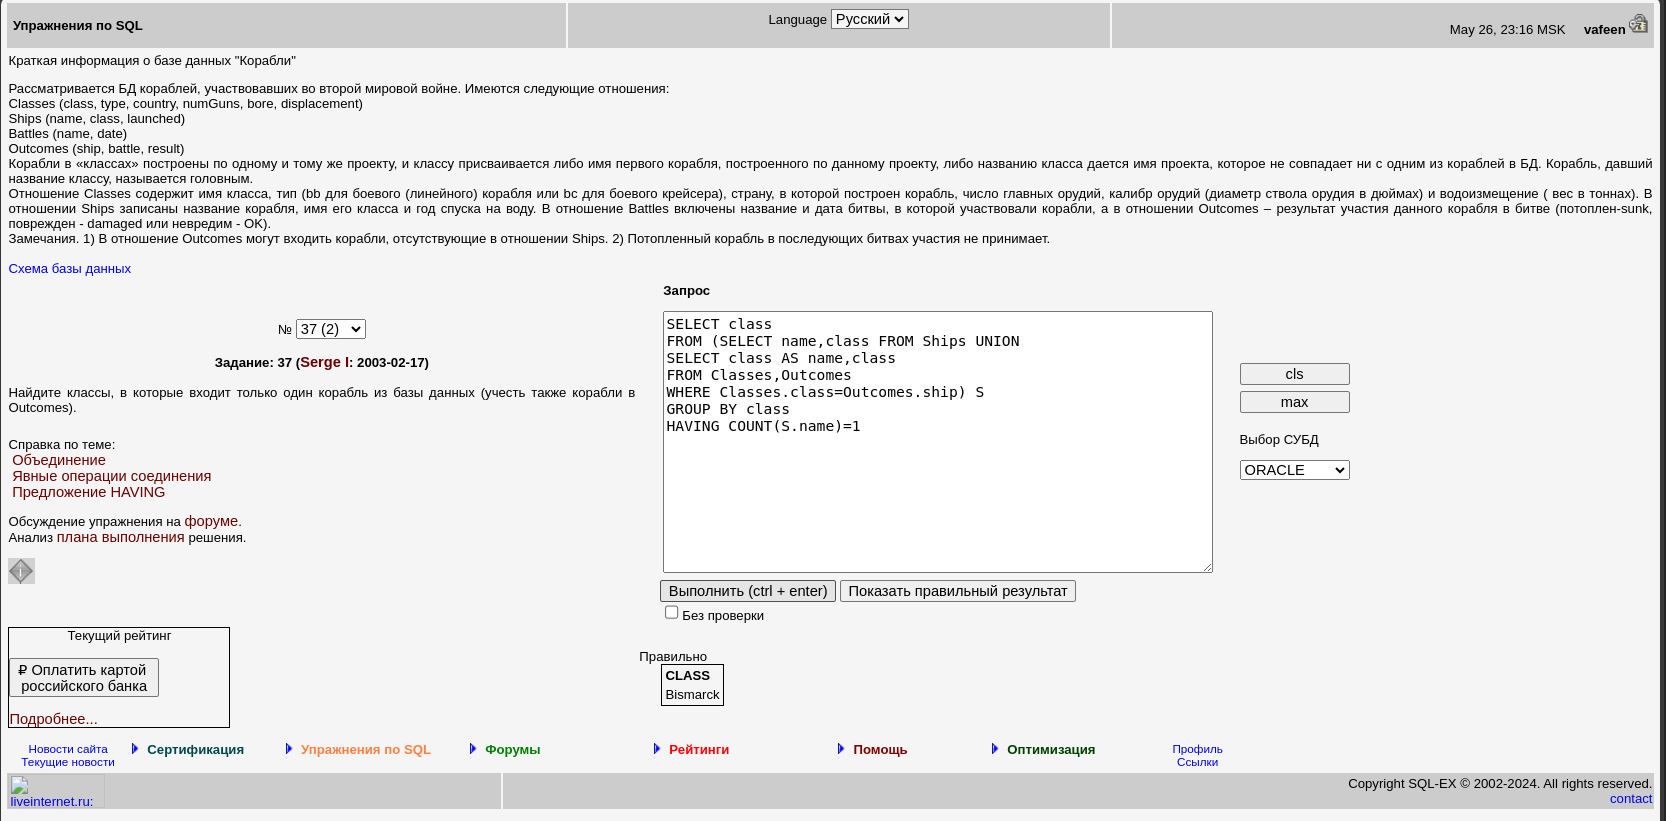 Упражнения по SQL
Language Русский
May 26, 23:16 MSK vafeen
Краткая информация о базе данных "Корабли"
Рассматривается БД кораблей, участвовавших во второй мировой войне. Имеются следующие отношения:
Classes (class, type, country, numGuns, bore, displacement)
Ships (name, class, launched)
Battles (name, date)
Outcomes (ship, battle, result)
Корабли в «классах» построены по одному и тому же проекту, и классу присваивается либо имя первого корабля, построенного по данному проекту, либо названию класса дается имя проекта, которое не совпадает ни с одним из кораблей в БД. Корабль, давший
название классу, называется головным.
Отношение Classes содержит имя класса, тип (bb для боевого (линейного) корабля или bc для боевого крейсера), страну, в которой построен корабль, число главных орудий, калибр орудий (диаметр ствола орудия в дюймах) и водоизмещение ( вес в тоннах). В
отношении Ships записаны название корабля, имя его класса и год спуска на воду. В отношение Battles включены название и дата битвы, в которой участвовали корабли, а в отношении Outcomes – результат участия данного корабля в битве (потоплен-sunk,
поврежден - damaged или невредим - OK).
Замечания. 1) В отношение Outcomes могут входить корабли, отсутствующие в отношении Ships. 2) Потопленный корабль в последующих битвах участия не принимает.
Схема базы данных
№ 37 (2)
Задание: 37 (Serge I: 2003-02-17)
Найдите классы, в которые входит только один корабль из базы данных (учесть также корабли в
Outcomes).
Справка по теме:
Объединение
Явные операции соединения
Предложение HAVING
Обсуждение упражнения на форуме.
Анализ плана выполнения решения.
i
Запрос
SELECT class
FROM (SELECT name,class FROM Ships UNION
SELECT class AS name,class
FROM Classes,Outcomes
WHERE Classes.class=Outcomes.ship) S
GROUP BY class
HAVING COUNT(S.name)=1
cls
max
Выбор СУБД
ORACLE
Выполнить (ctrl + enter) Показать правильный результат
Без проверки
Текущий рейтинг
₽ Оплатить картой
российского банка
Подробнее...
Правильно
CLASS
Bismarck
Новости сайта
Текущие новости
Сертификация
Упражнения по SQL
Форумы
Рейтинги
Помощь
Оптимизация
Профиль
Ссылки
liveinternet.ru:
Copyright SQL-EX © 2002-2024. All rights reserved.
contact